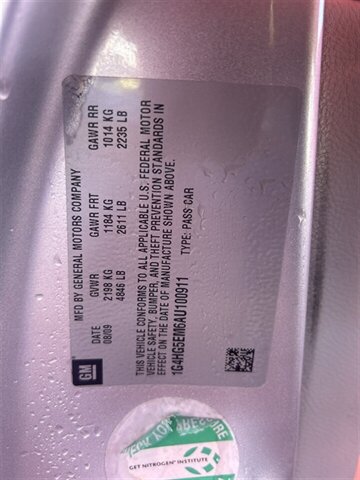 MFD BY GENERAL MOTORS COMPANY
DATE GVWR GAWR FRT GAWR RR
08/09 2198 KG 1184 KG 1014 KG
4846 LB 2611 LB 2235 LB
THIS VEHICLE CONFORMS TO ALL APPLICABLE U.S. FEDERAL MOTOR
VEHICLE SAFETY, BUMPER, AND THEFT PREVENTION STANDARDS IN
EFFECT ON THE DATE OF MANUFACTURE SHOWN ABOVE.
1G4HG5EM6AU100911 TYPE: PASS CAR
GM
GET NITROGEN INSTITUTE
PRESSURE